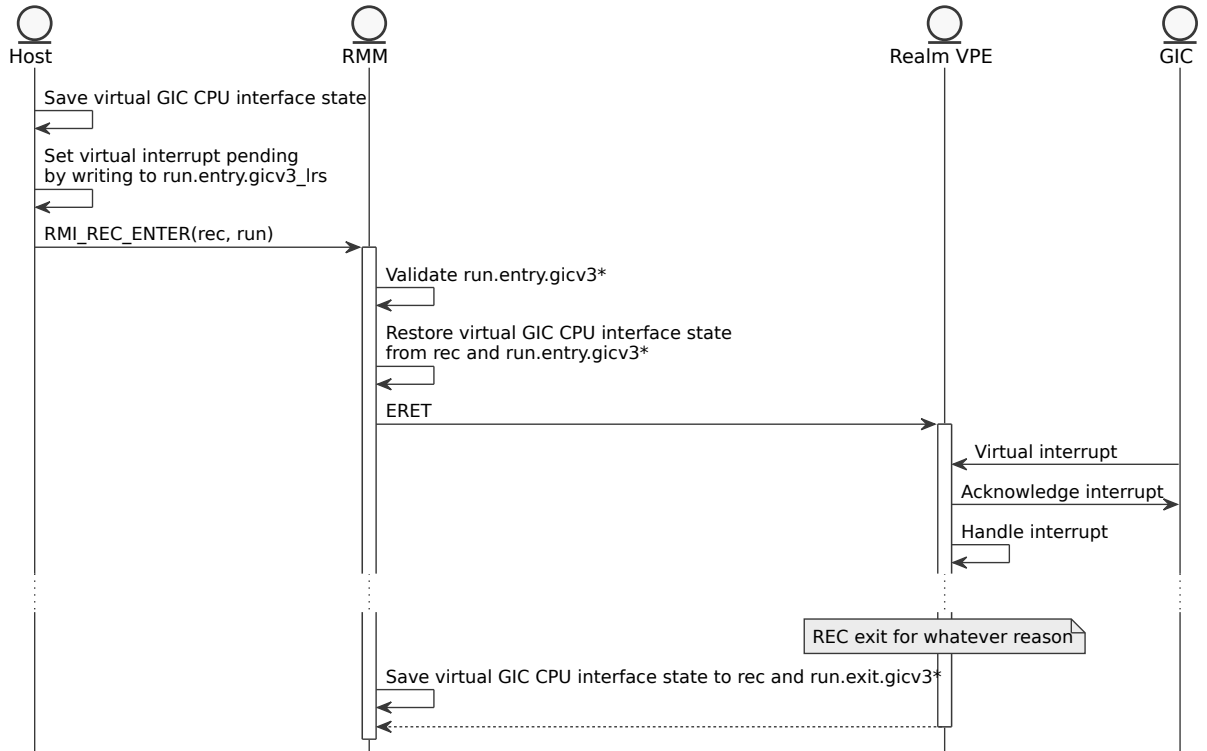 Host
RMM
Realm VPE
GIC
Save virtual GIC CPU interface state
Set virtual interrupt pending
by writing to run.entry.gicv3_lrs
RMI_REC_ENTER(rec, run)
Validate run.entry.gicv3*
Restore virtual GIC CPU interface state
from rec and run.entry.gicv3*
ERET
Virtual interrupt
Acknowledge interrupt
Handle interrupt
REC exit for whatever reason
Save virtual GIC CPU interface state to rec and run.exit.gicv3*